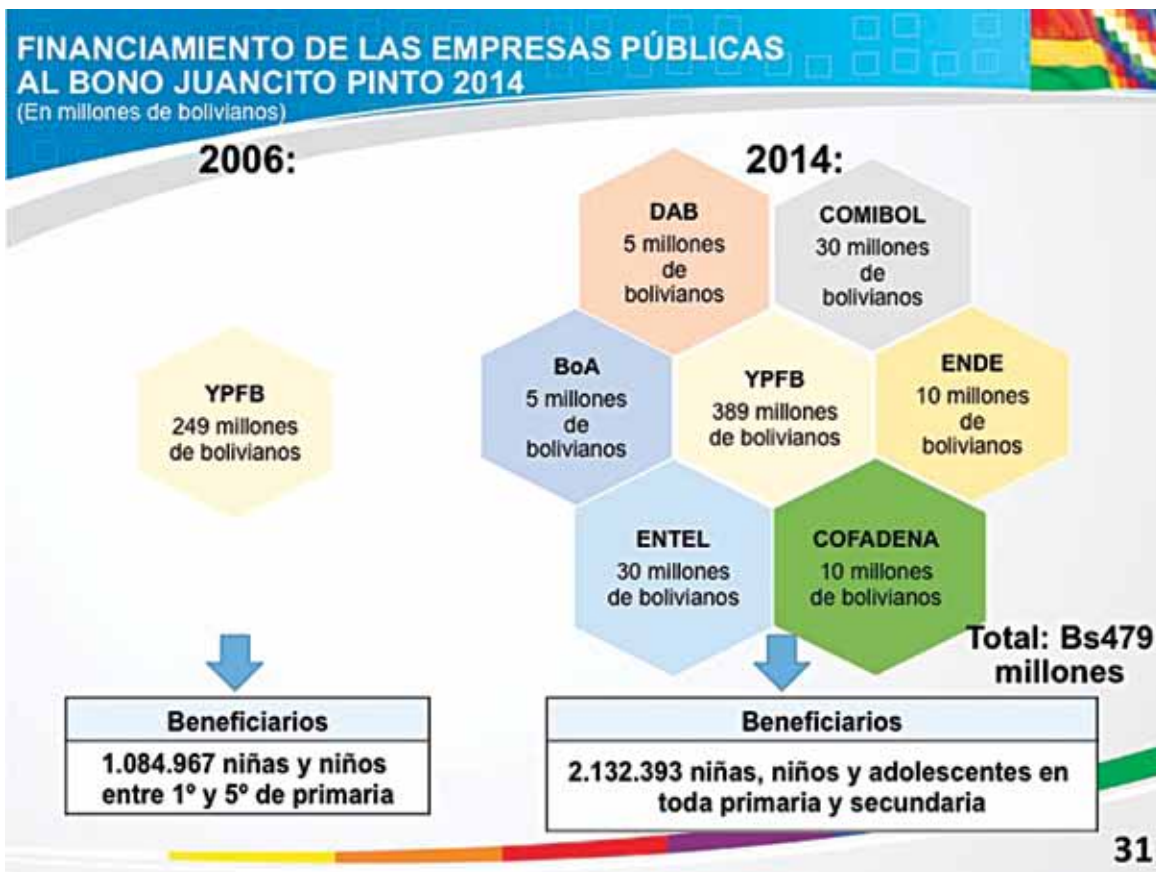 FINANCIAMIENTO DE LAS EMPRESAS PÚBLICAS
AL BONO JUANCITO PINTO 2014
(En millones de bolivianos)
2006:
YPFB
249 millones
de bolivianos
Beneficiarios
1.084.967 niñas y niños
entre 1º y 5º de primaria
2014:
DAB
5 millones
de
bolivianos
COMIBOL
30 millones
de
bolivianos
BoA
5 millones
de
bolivianos
YPFB
389 millones
de bolivianos
ENDE
10 millones
de
bolivianos
ENTEL
30 millones
de bolivianos
COFADENA
10 millones
de bolivianos
Total: Bs479
millones
Beneficiarios
2.132.393 niñas, niños y adolescentes en
toda primaria y secundaria
31